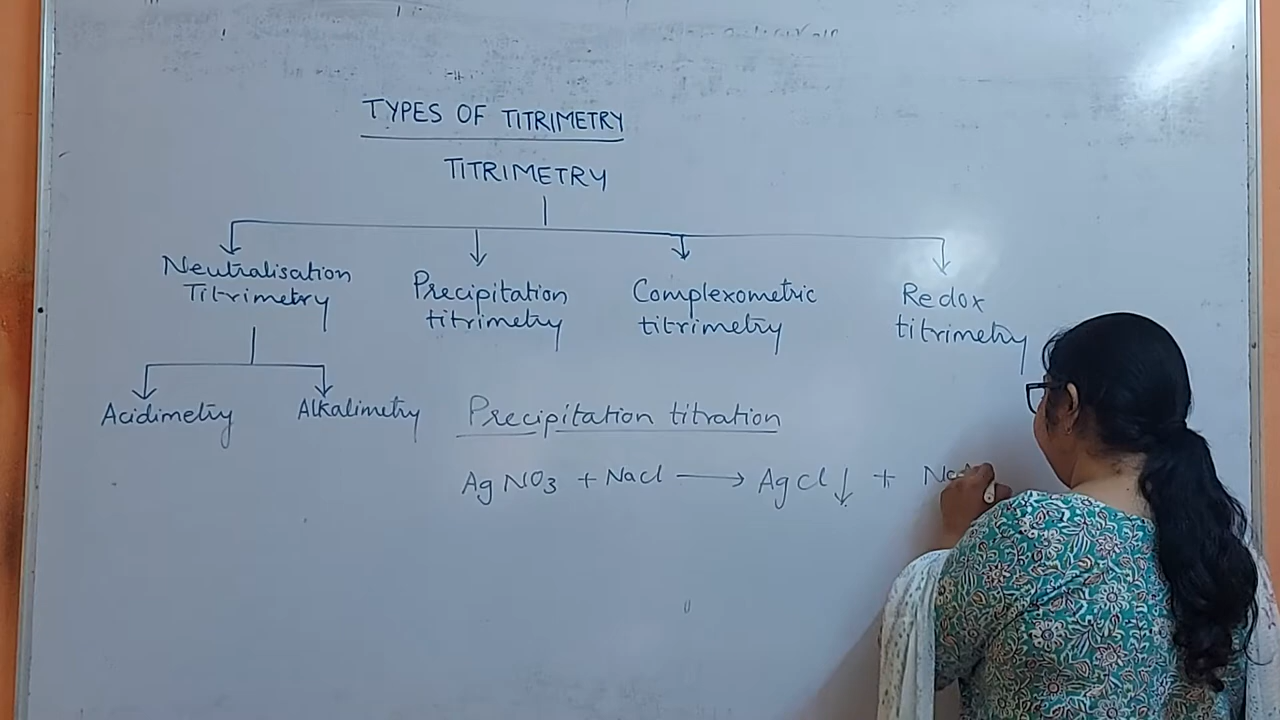 TYPES OF TITRIMETRY
TITRIMETRY
Neutralisation
Titrimetry
Precipitation
titrimetry
Complexometric
titrimetry
Redox
titrimetry
Acidimetry
Alkalimetry
Precipitation titration
AgNO3 + NaCl ⟶ AgCl↓ +